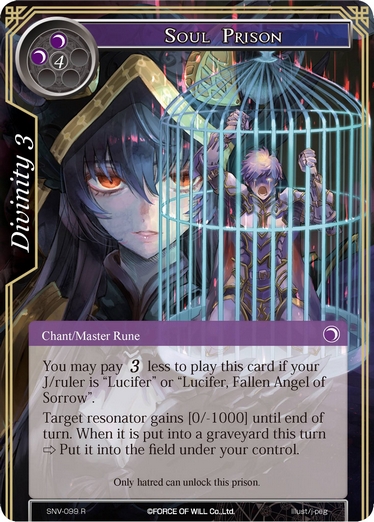 Soul Prison
4
Divinity 3
Chant/Master Rune
You may pay 3 less to play this card if your
J/ruler is “Lucifer” or “Lucifer, Fallen Angel of
Sorrow”.
Target resonator gains [0/-1000] until end of
turn. When it is put into a graveyard this turn
⇨ Put it into the field under your control.
Only hatred can unlock this prison.
SNV-099 R ©FORCE OF WILL Co.,Ltd. Illust/j-peg